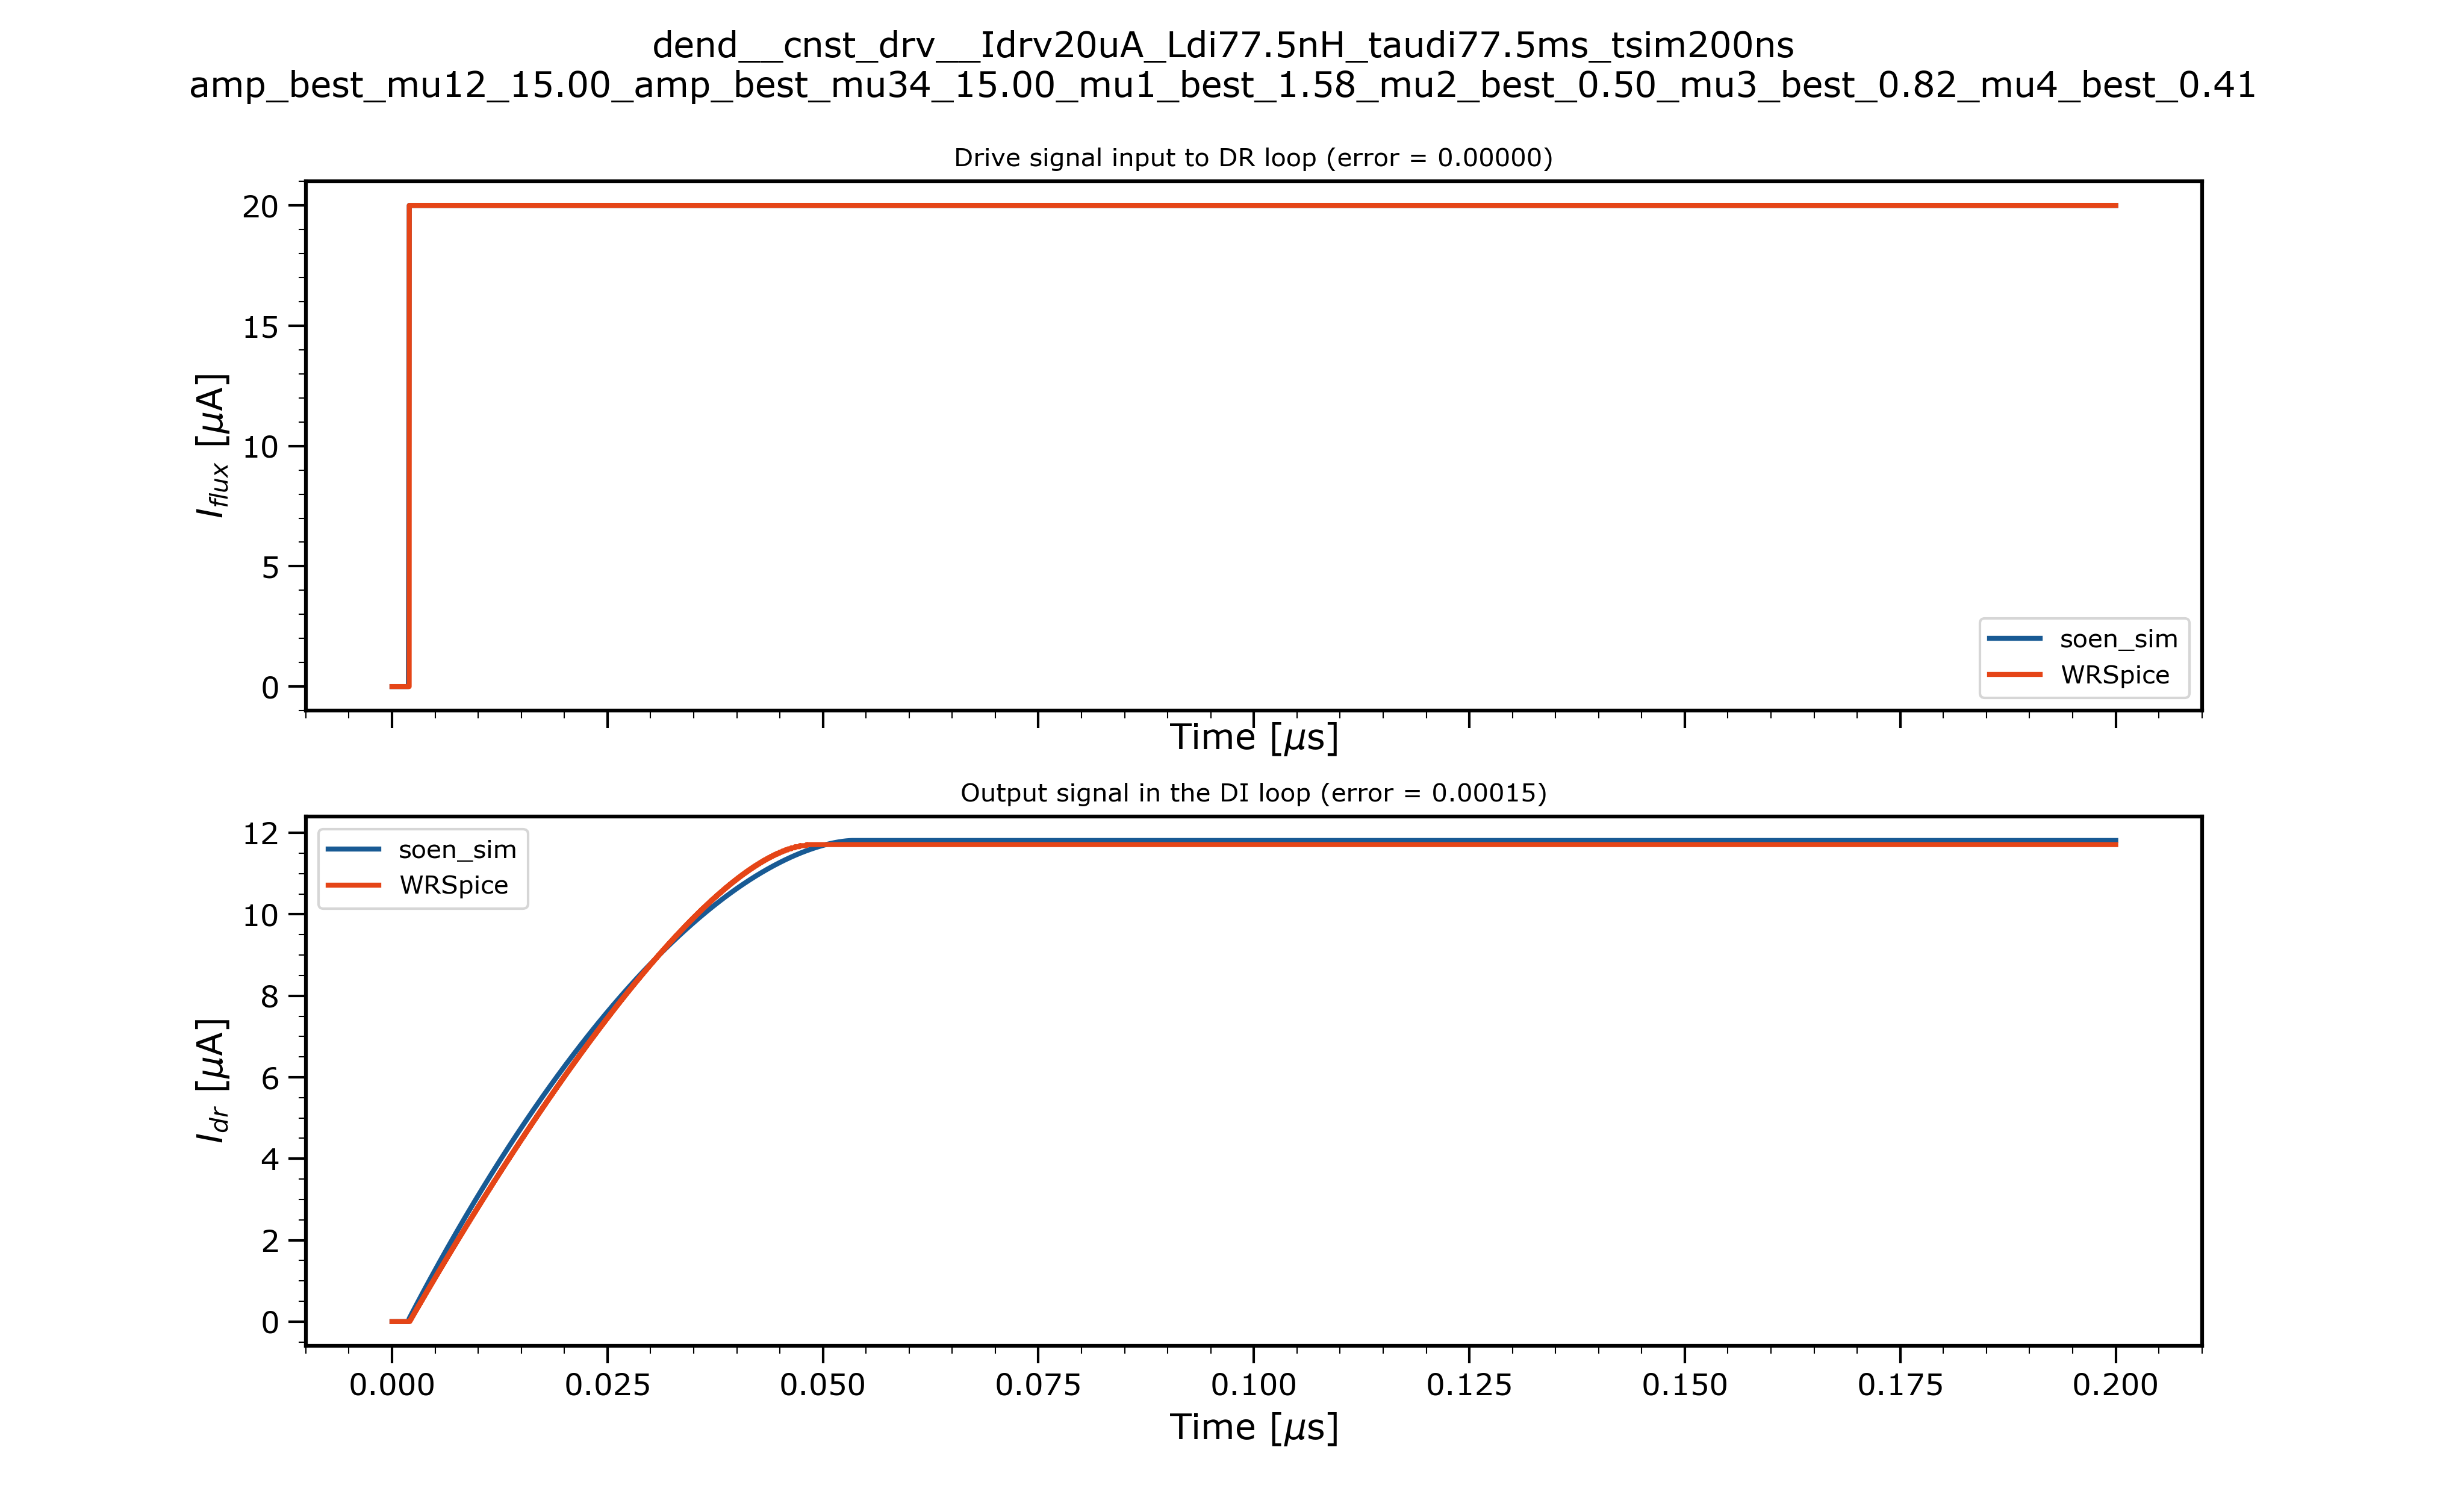 dend__cnst_drv__Idrv20uA_Ldi77.5nH_taudi77.5ms_tsim200ns
amp_best_mu12_15.00_amp_best_mu34_15.00_mu1_best_1.58_mu2_best_0.50_mu3_best_0.82_mu4_best_0.41
Drive signal input to DR loop (error = 0.00000)
20
15
10
5
0
I_flux [μA]
soen_sim
WRSpice
Time [μs]
Output signal in the DI loop (error = 0.00015)
12
10
8
6
4
2
0
I_dr [μA]
soen_sim
WRSpice
0.000 0.025 0.050 0.075 0.100 0.125 0.150 0.175 0.200
Time [μs]